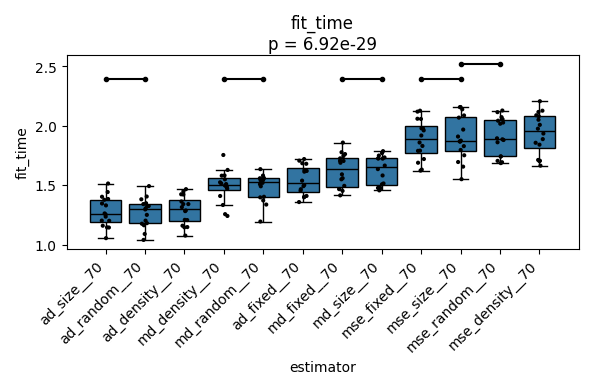 fit_time
p = 6.92e-29
fit_time
2.5
2.0
1.5
1.0
ad_size__70
ad_random__70
ad_density__70
md_density__70
md_random__70
ad_fixed__70
md_fixed__70
md_size__70
mse_fixed__70
mse_size__70
mse_random__70
mse_density__70
estimator